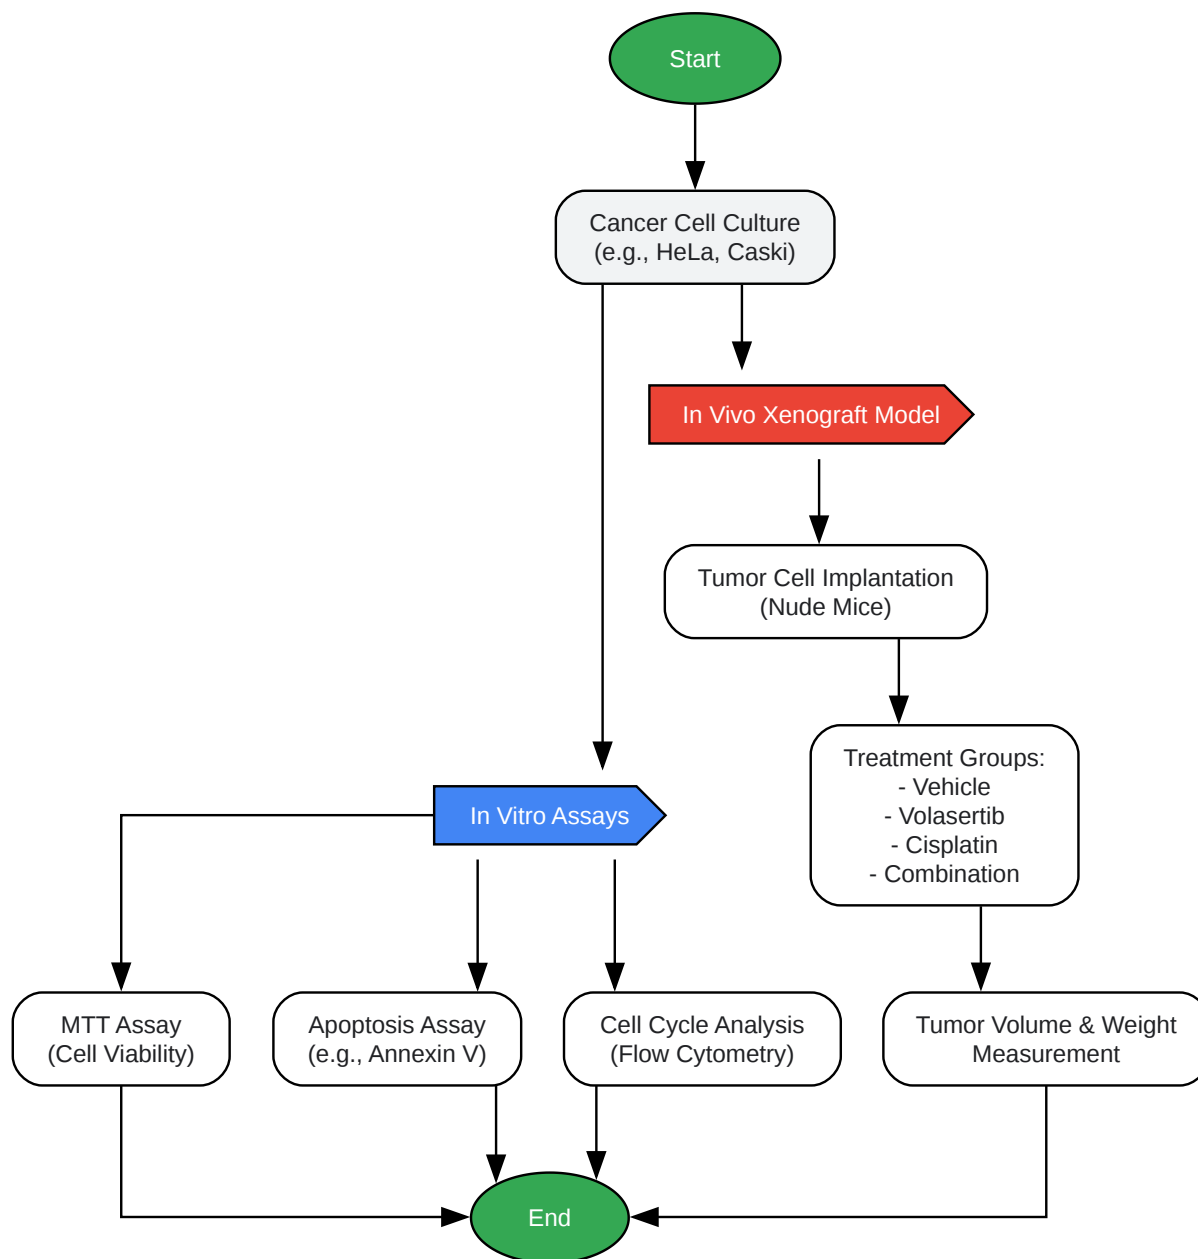 Start
Cancer Cell Culture
(e.g., HeLa, Caski)
In Vivo Xenograft Model
Tumor Cell Implantation
(Nude Mice)
Treatment Groups:
- Vehicle
- Volasertib
- Cisplatin
- Combination
In Vitro Assays
MTT Assay
(Cell Viability)
Apoptosis Assay
(e.g., Annexin V)
Cell Cycle Analysis
(Flow Cytometry)
Tumor Volume & Weight
Measurement
End